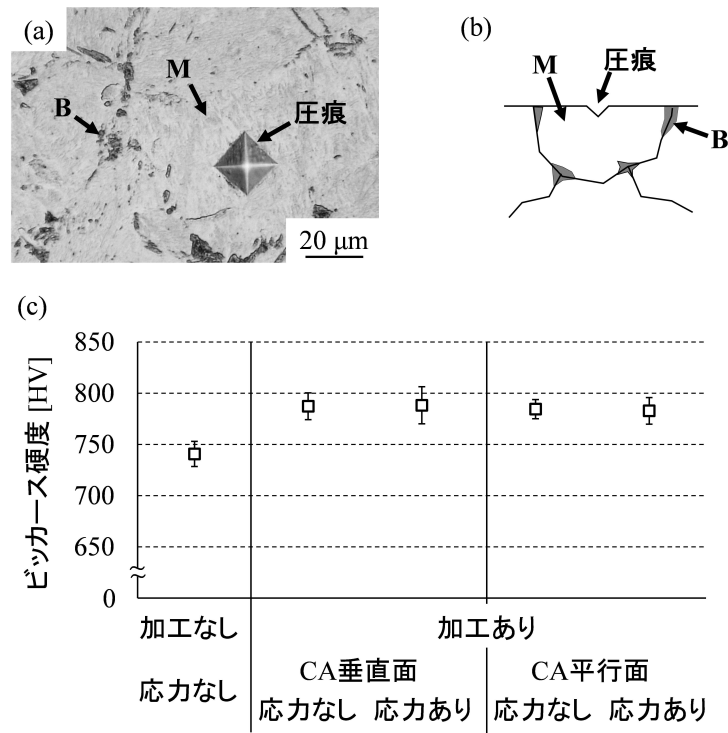 (a)
M
B
圧痕
20 μm
(b)
M
圧痕
B
(c)
ビッカース硬度 [HV]
850
800
750
700
650
0
加工なし
加工あり
応力なし
CA垂直面
CA平行面
応力なし 応力あり
応力なし 応力あり